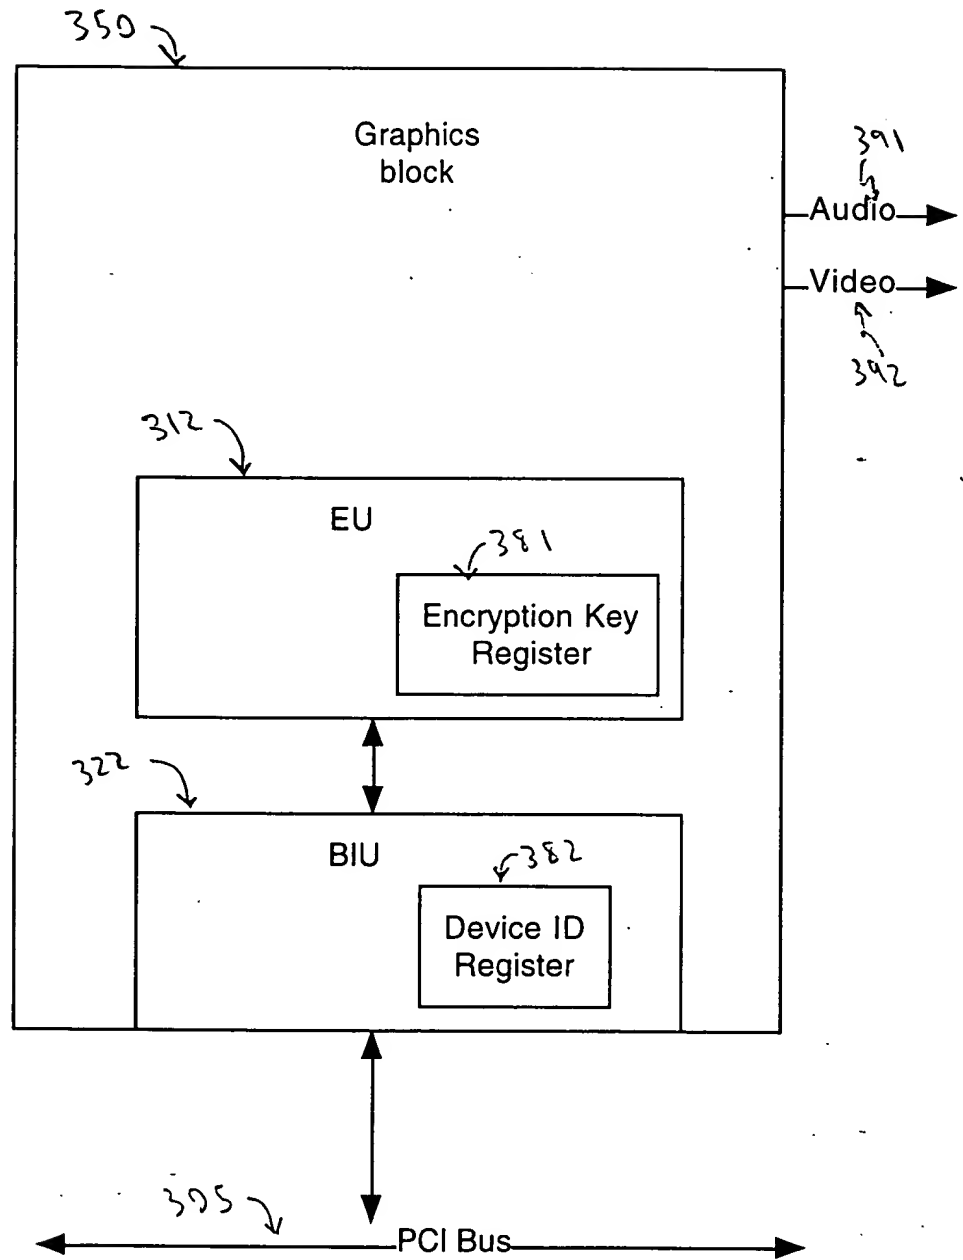 350
Graphics
block
391
Audio
Video
392
312
EU
381
Encryption Key
Register
322
BIU
382
Device ID
Register
305
PCI Bus